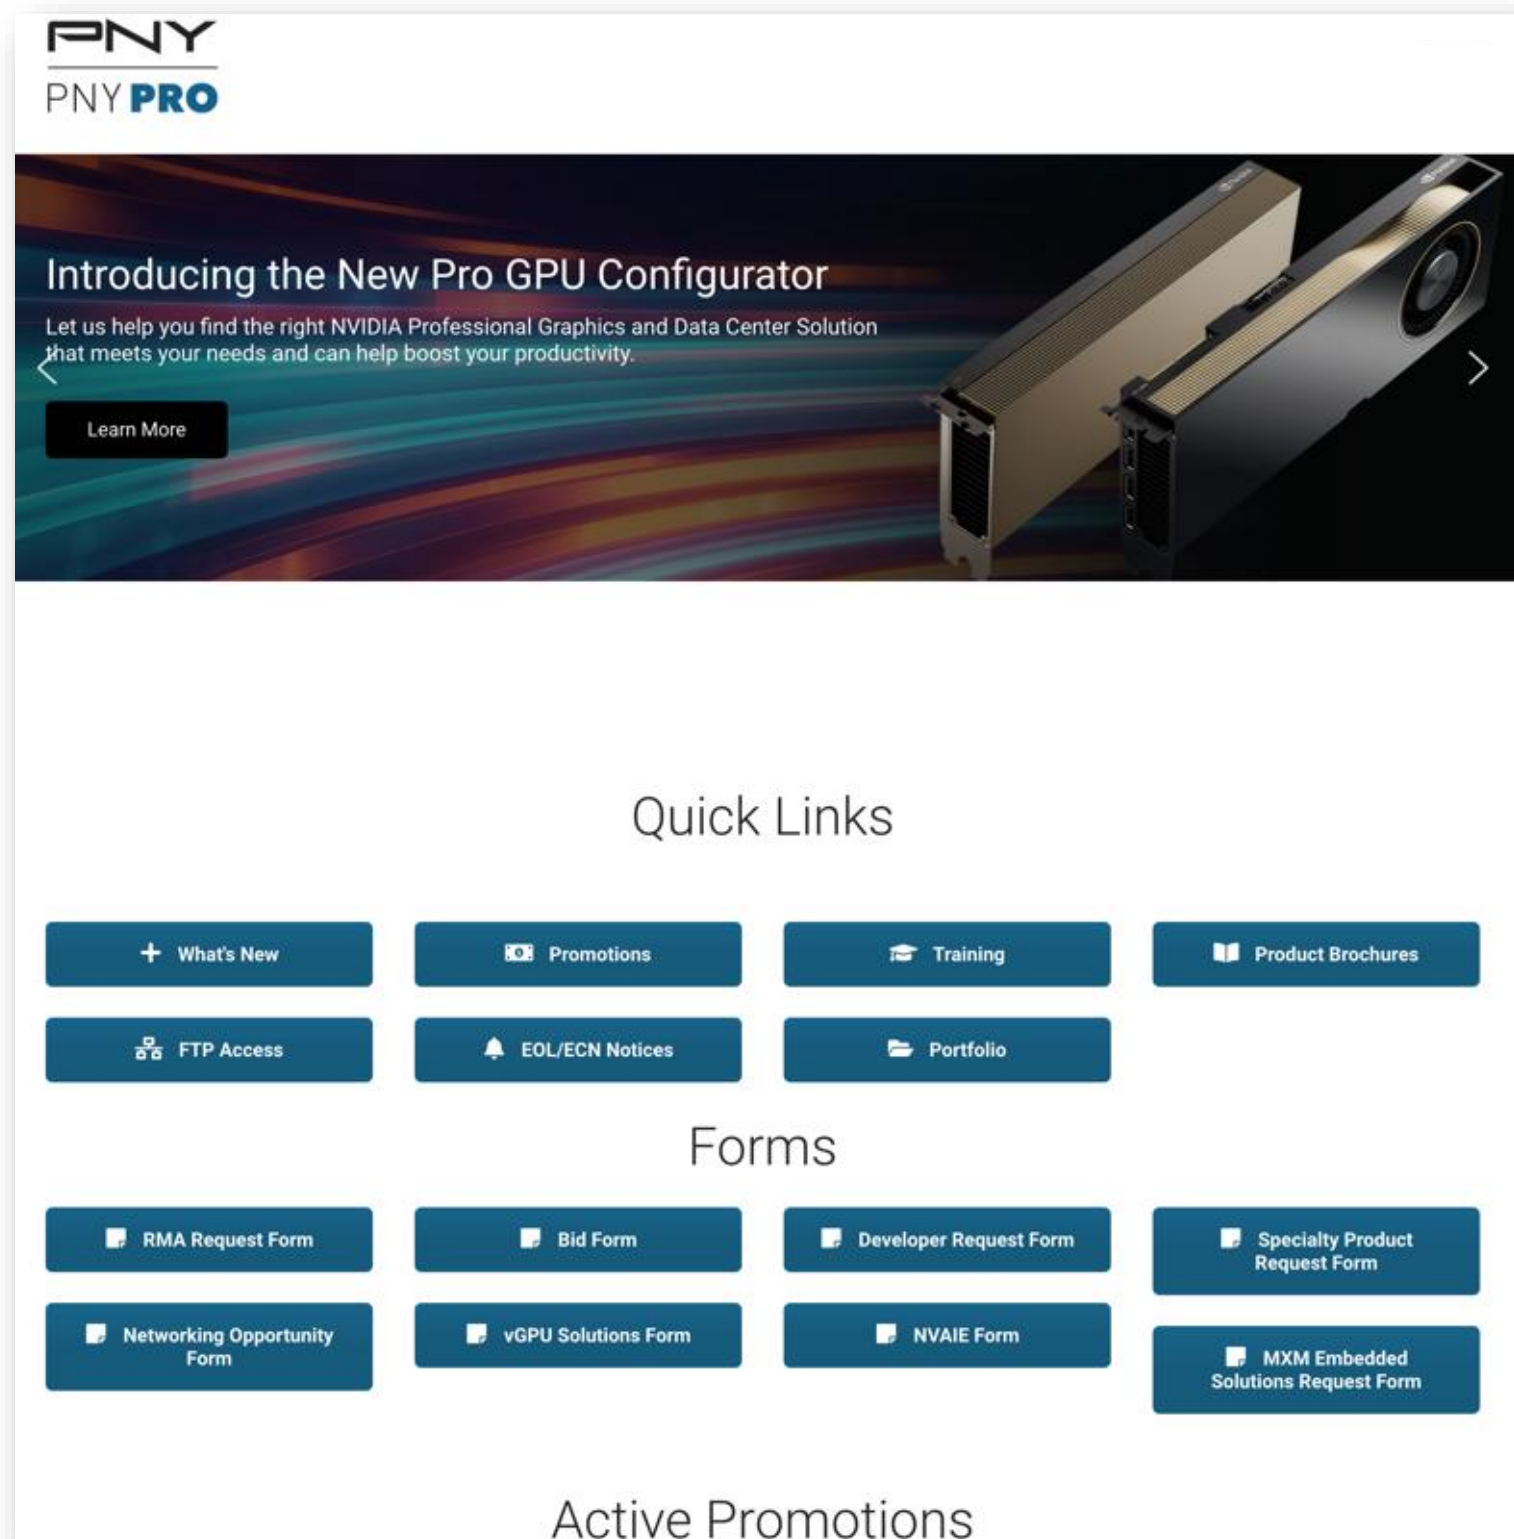 PNY
PNY PRO
Introducing the New Pro GPU Configurator
Let us help you find the right NVIDIA Professional Graphics and Data Center Solution
that meets your needs and can help boost your productivity.
Learn More
Quick Links
What's New
Promotions
Training
Product Brochures
FTP Access
EOL/ECN Notices
Portfolio
Forms
RMA Request Form
Bid Form
Developer Request Form
Specialty Product
Request Form
Networking Opportunity
Form
vGPU Solutions Form
NVAIE Form
MXM Embedded
Solutions Request Form
Active Promotions